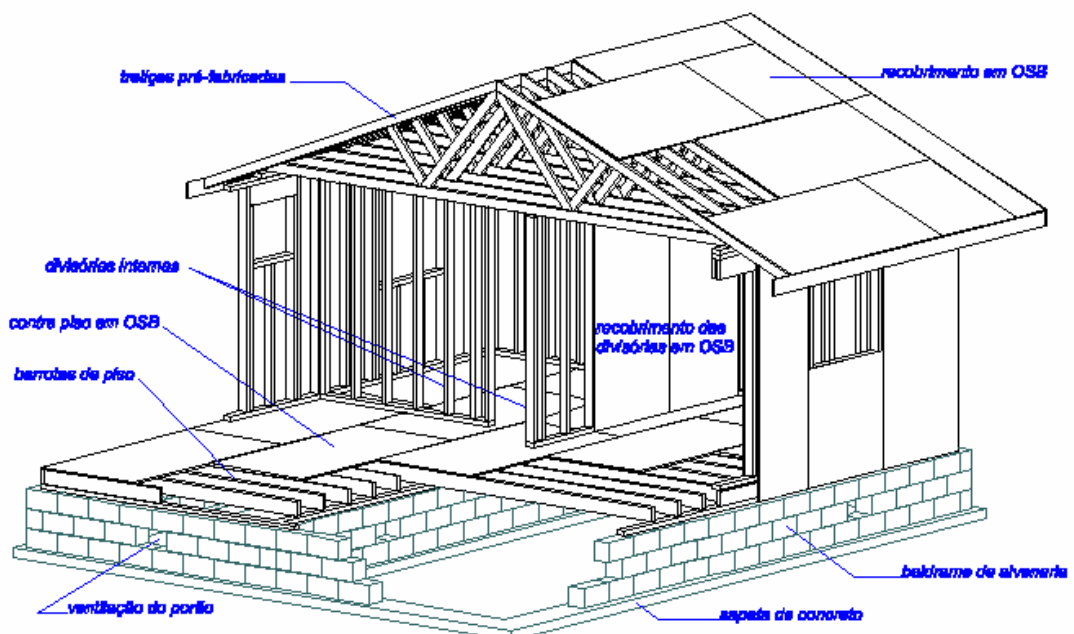 treliças pré-fabricadas
recobrimento em OSB
divisórias internas
contra piso em OSB
recobrimento das
divisórias em OSB
barrotes de piso
baldrame de alvenaria
ventilação do porão
sapata de concreto